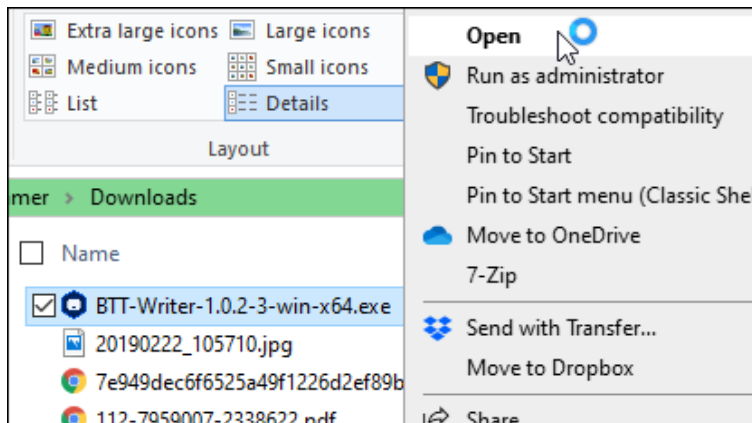 Extra large icons Large icons
Medium icons Small icons
List Details
Layout
mer > Downloads
Name
BTT-Writer-1.0.2-3-win-x64.exe
20190222_105710.jpg
7e949dec6f6525a49f1226d2ef89b
112-7959007-2338622.pdf
Open
Run as administrator
Troubleshoot compatibility
Pin to Start
Pin to Start menu (Classic She
Move to OneDrive
7-Zip
Send with Transfer...
Move to Dropbox
Share